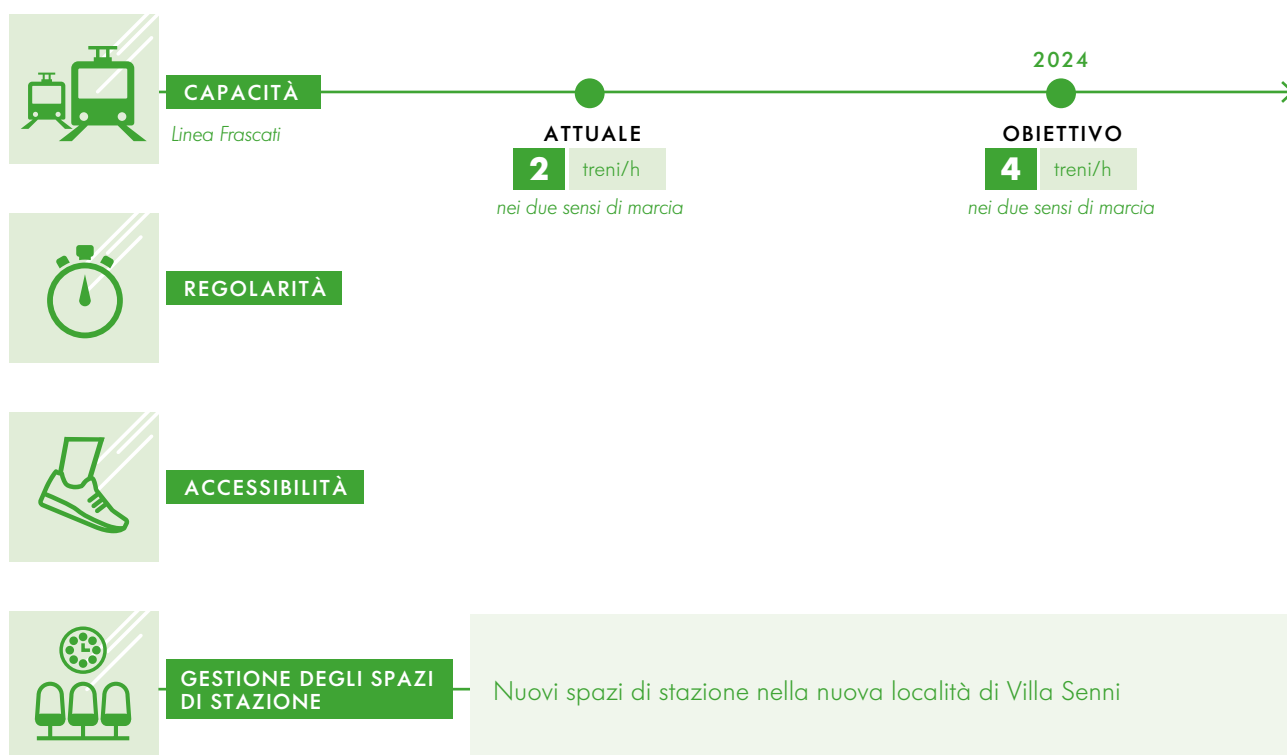 2024
CAPACITÀ
Linea Frascati
ATTUALE
2 treni/h
nei due sensi di marcia
OBIETTIVO
4 treni/h
nei due sensi di marcia
REGOLARITÀ
ACCESSIBILITÀ
GESTIONE DEGLI SPAZI
DI STAZIONE
Nuovi spazi di stazione nella nuova località di Villa Senni